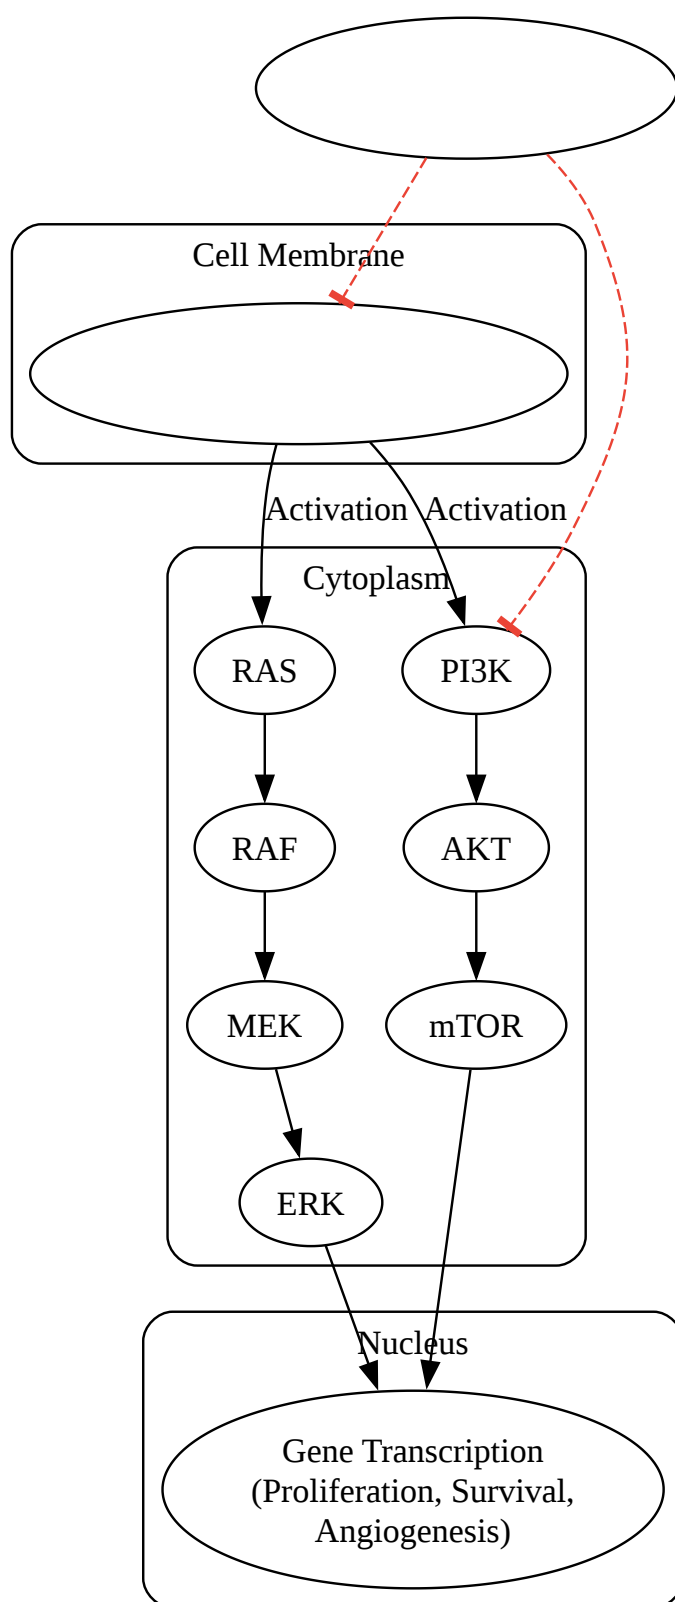 Cell Membrane
Activation
Activation
Cytoplasm
RAS
PI3K
RAF
AKT
MEK
mTOR
ERK
Nucleus
Gene Transcription
(Proliferation, Survival,
Angiogenesis)